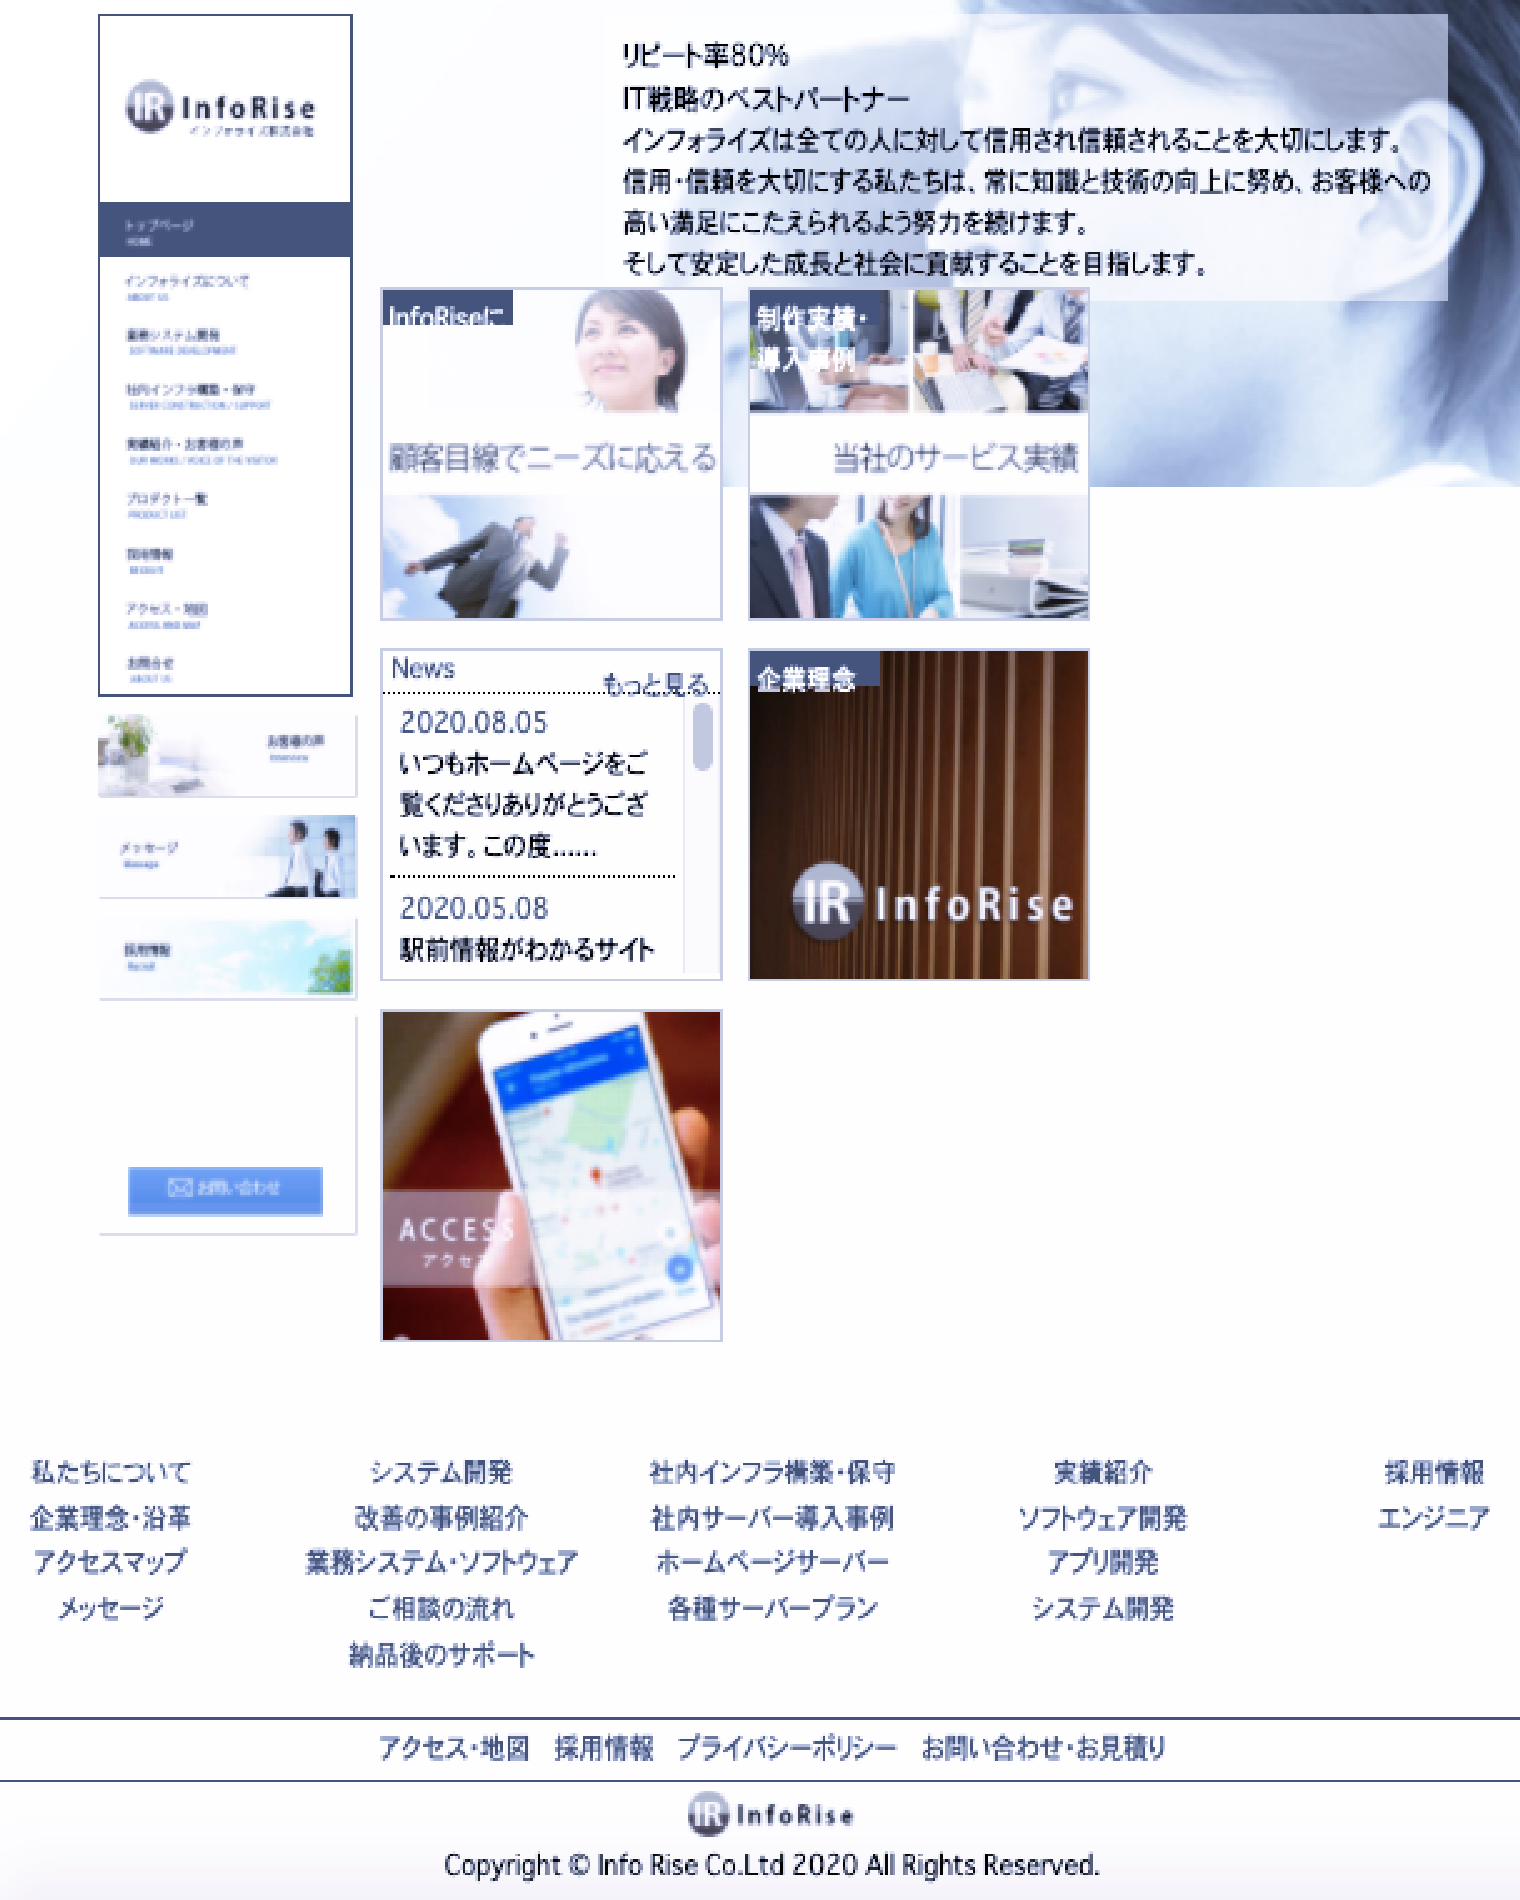 IR InfoRise
インフォライズ株式会社
トップページ
HOME
インフォライズについて
ABOUT US
業務システム開発
SOFTWARE DEVELOPMENT
社内インフラ構築・保守
SERVER CONSTRUCTION / SUPPORT
実績紹介・お客様の声
OUR WORKS / VOICE OF THE VISITOR
プロダクト一覧
PRODUCT LIST
採用情報
RECRUIT
アクセス・地図
ACCESS AND MAP
お問合せ
ABOUT US
お客様の声
Interview
メッセージ
Message
採用情報
Recruit
お問い合わせ
リピート率80%
IT戦略のベストパートナー
インフォライズは全ての人に対して信用され信頼されることを大切にします。
信用・信頼を大切にする私たちは、常に知識と技術の向上に努め、お客様への
高い満足にこたえられるよう努力を続けます。
そして安定した成長と社会に貢献することを目指します。
InfoRiseに
顧客目線でニーズに応える
制作実績・
導入事例
当社のサービス実績
News
もっと見る
2020.08.05
いつもホームページをご
覧くださりありがとうござ
います。この度……
2020.05.08
駅前情報がわかるサイト
企業理念
IR InfoRise
ACCESS
アクセス
私たちについて
企業理念・沿革
アクセスマップ
メッセージ
システム開発
改善の事例紹介
業務システム・ソフトウェア
ご相談の流れ
納品後のサポート
社内インフラ構築・保守
社内サーバー導入事例
ホームページサーバー
各種サーバープラン
実績紹介
ソフトウェア開発
アプリ開発
システム開発
採用情報
エンジニア
アクセス・地図 採用情報 プライバシーポリシー お問い合わせ・お見積り
IR InfoRise
Copyright © Info Rise Co.Ltd 2020 All Rights Reserved.